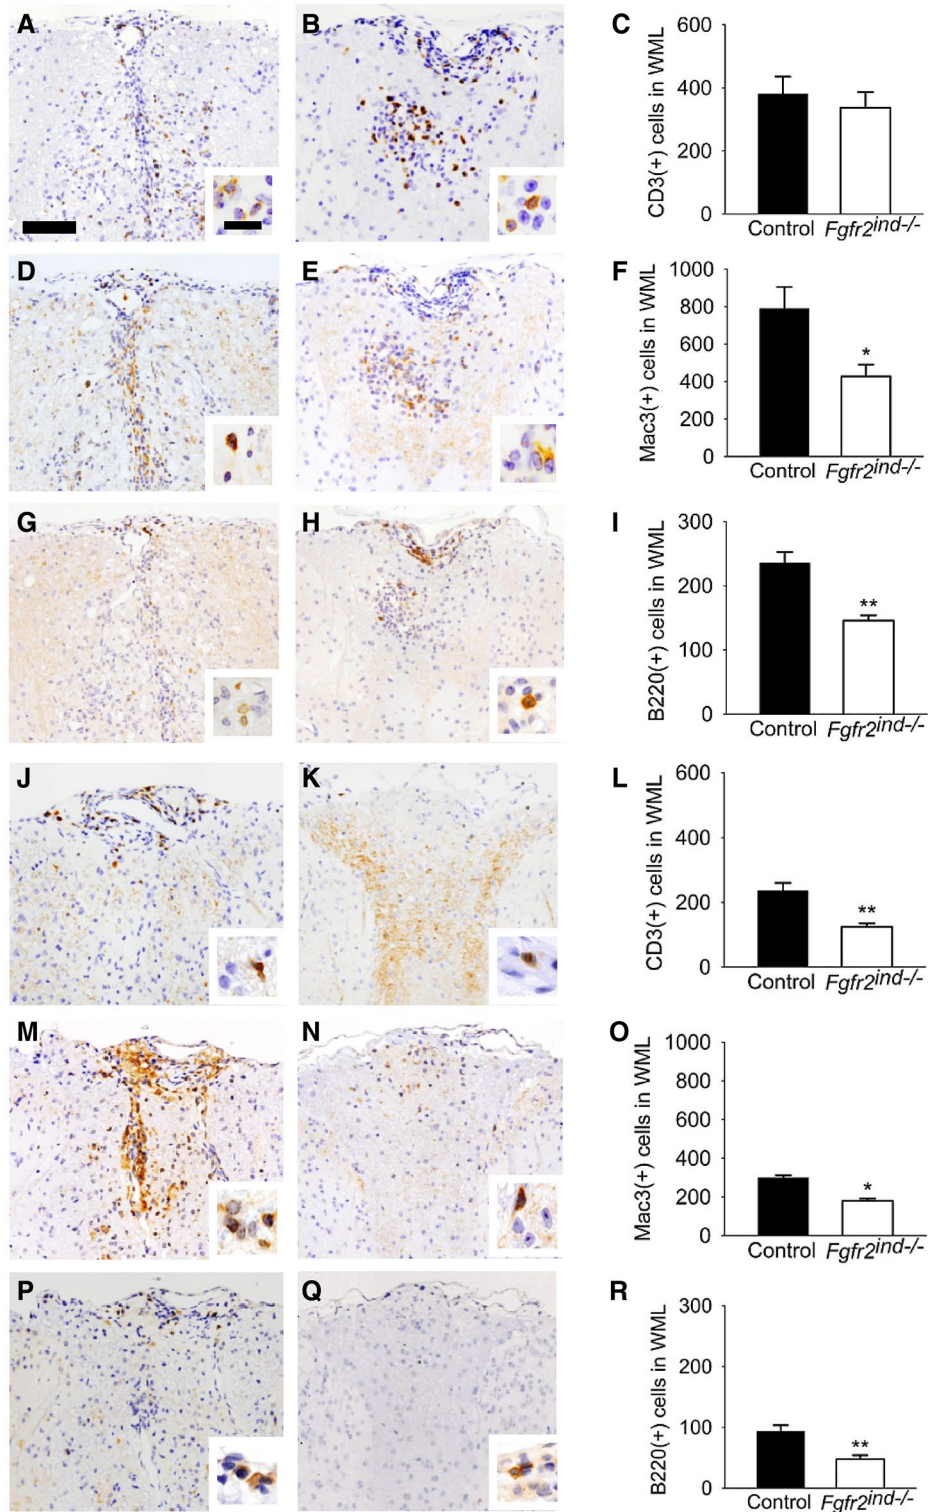 A
B
C
600
400
200
0
CD3(+) cells in WML
Control Fgfr2ind-/-
D
E
F
1000
800
600
400
200
0
Mac3(+) cells in WML
*
Control Fgfr2ind-/-
G
H
I
300
200
100
0
B220(+) cells in WML
**
Control Fgfr2ind-/-
J
K
L
600
400
200
0
CD3(+) cells in WML
**
Control Fgfr2ind-/-
M
N
O
1000
800
600
400
200
0
Mac3(+) cells in WML
*
Control Fgfr2ind-/-
P
Q
R
300
200
100
0
B220(+) cells in WML
**
Control Fgfr2ind-/-